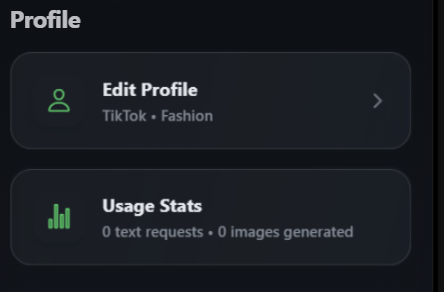 Profile
Edit Profile
TikTok • Fashion
Usage Stats
0 text requests • 0 images generated